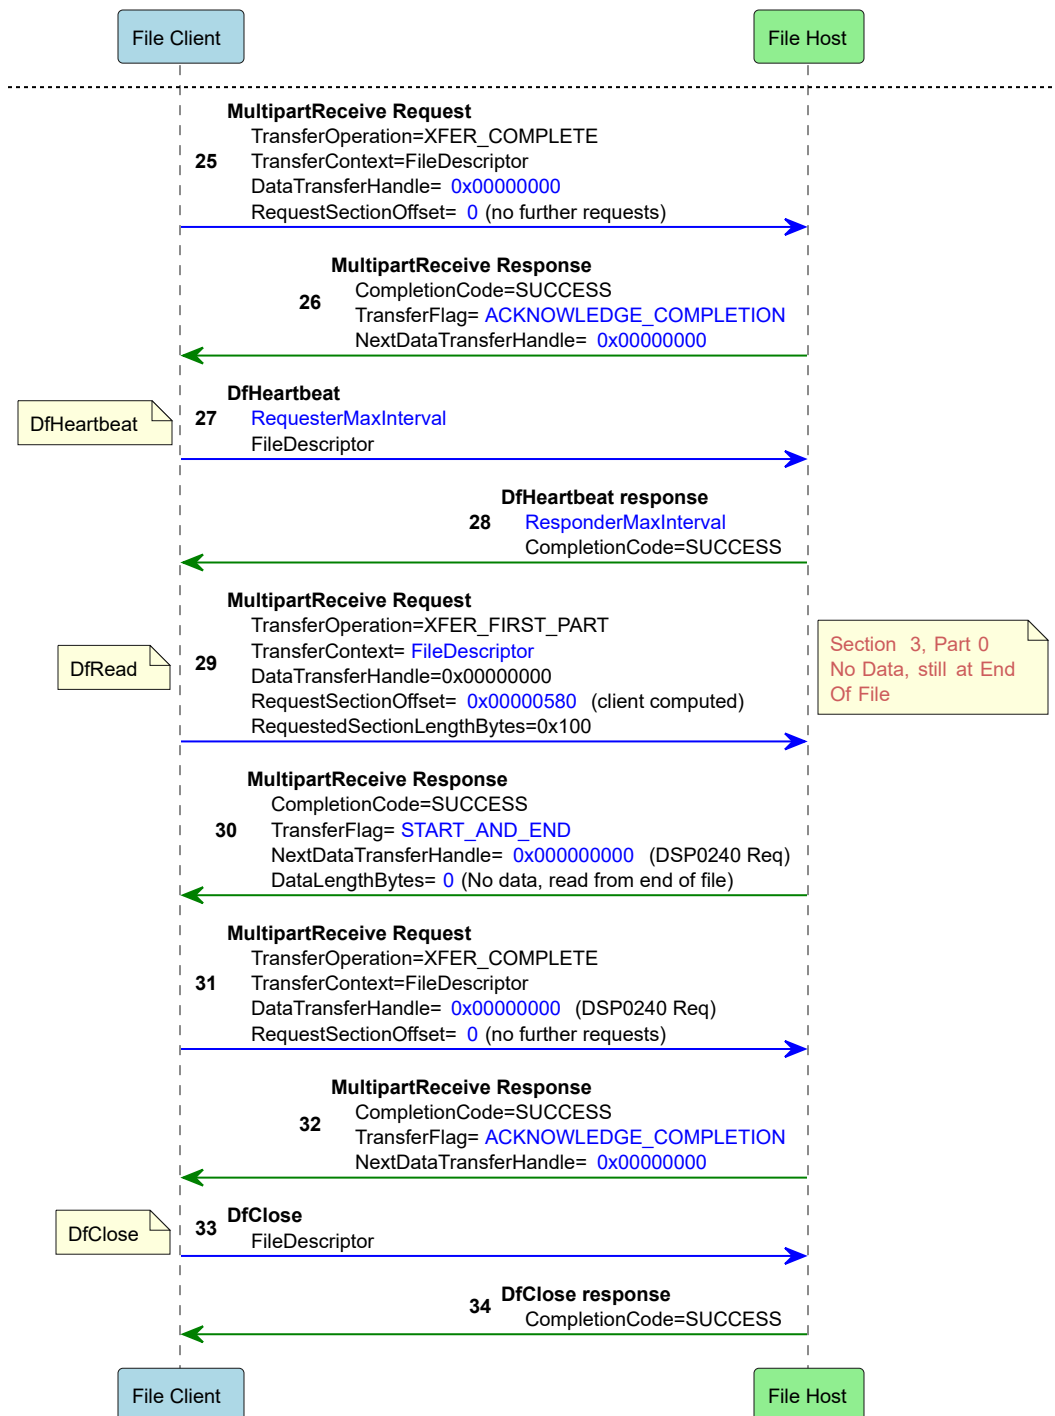 File Client
File Host
MultipartReceive Request
TransferOperation=XFER_COMPLETE
25 TransferContext=FileDescriptor
DataTransferHandle= 0x00000000
RequestSectionOffset= 0 (no further requests)
MultipartReceive Response
CompletionCode=SUCCESS
26
TransferFlag= ACKNOWLEDGE_COMPLETION
NextDataTransferHandle= 0x00000000
DfHeartbeat
DfHeartbeat
27 RequesterMaxInterval
FileDescriptor
DfHeartbeat response
28 ResponderMaxInterval
CompletionCode=SUCCESS
DfRead
MultipartReceive Request
TransferOperation=XFER_FIRST_PART
29 TransferContext= FileDescriptor
DataTransferHandle=0x00000000
RequestSectionOffset= 0x00000580 (client computed)
RequestedSectionLengthBytes=0x100
Section 3, Part 0
No Data, still at End
Of File
MultipartReceive Response
CompletionCode=SUCCESS
30 TransferFlag= START_AND_END
NextDataTransferHandle= 0x000000000 (DSP0240 Req)
DataLengthBytes= 0 (No data, read from end of file)
MultipartReceive Request
TransferOperation=XFER_COMPLETE
31 TransferContext=FileDescriptor
DataTransferHandle= 0x00000000 (DSP0240 Req)
RequestSectionOffset= 0 (no further requests)
MultipartReceive Response
CompletionCode=SUCCESS
32
TransferFlag= ACKNOWLEDGE_COMPLETION
NextDataTransferHandle= 0x00000000
DfClose
DfClose
33
FileDescriptor
DfClose response
34
CompletionCode=SUCCESS
File Client
File Host